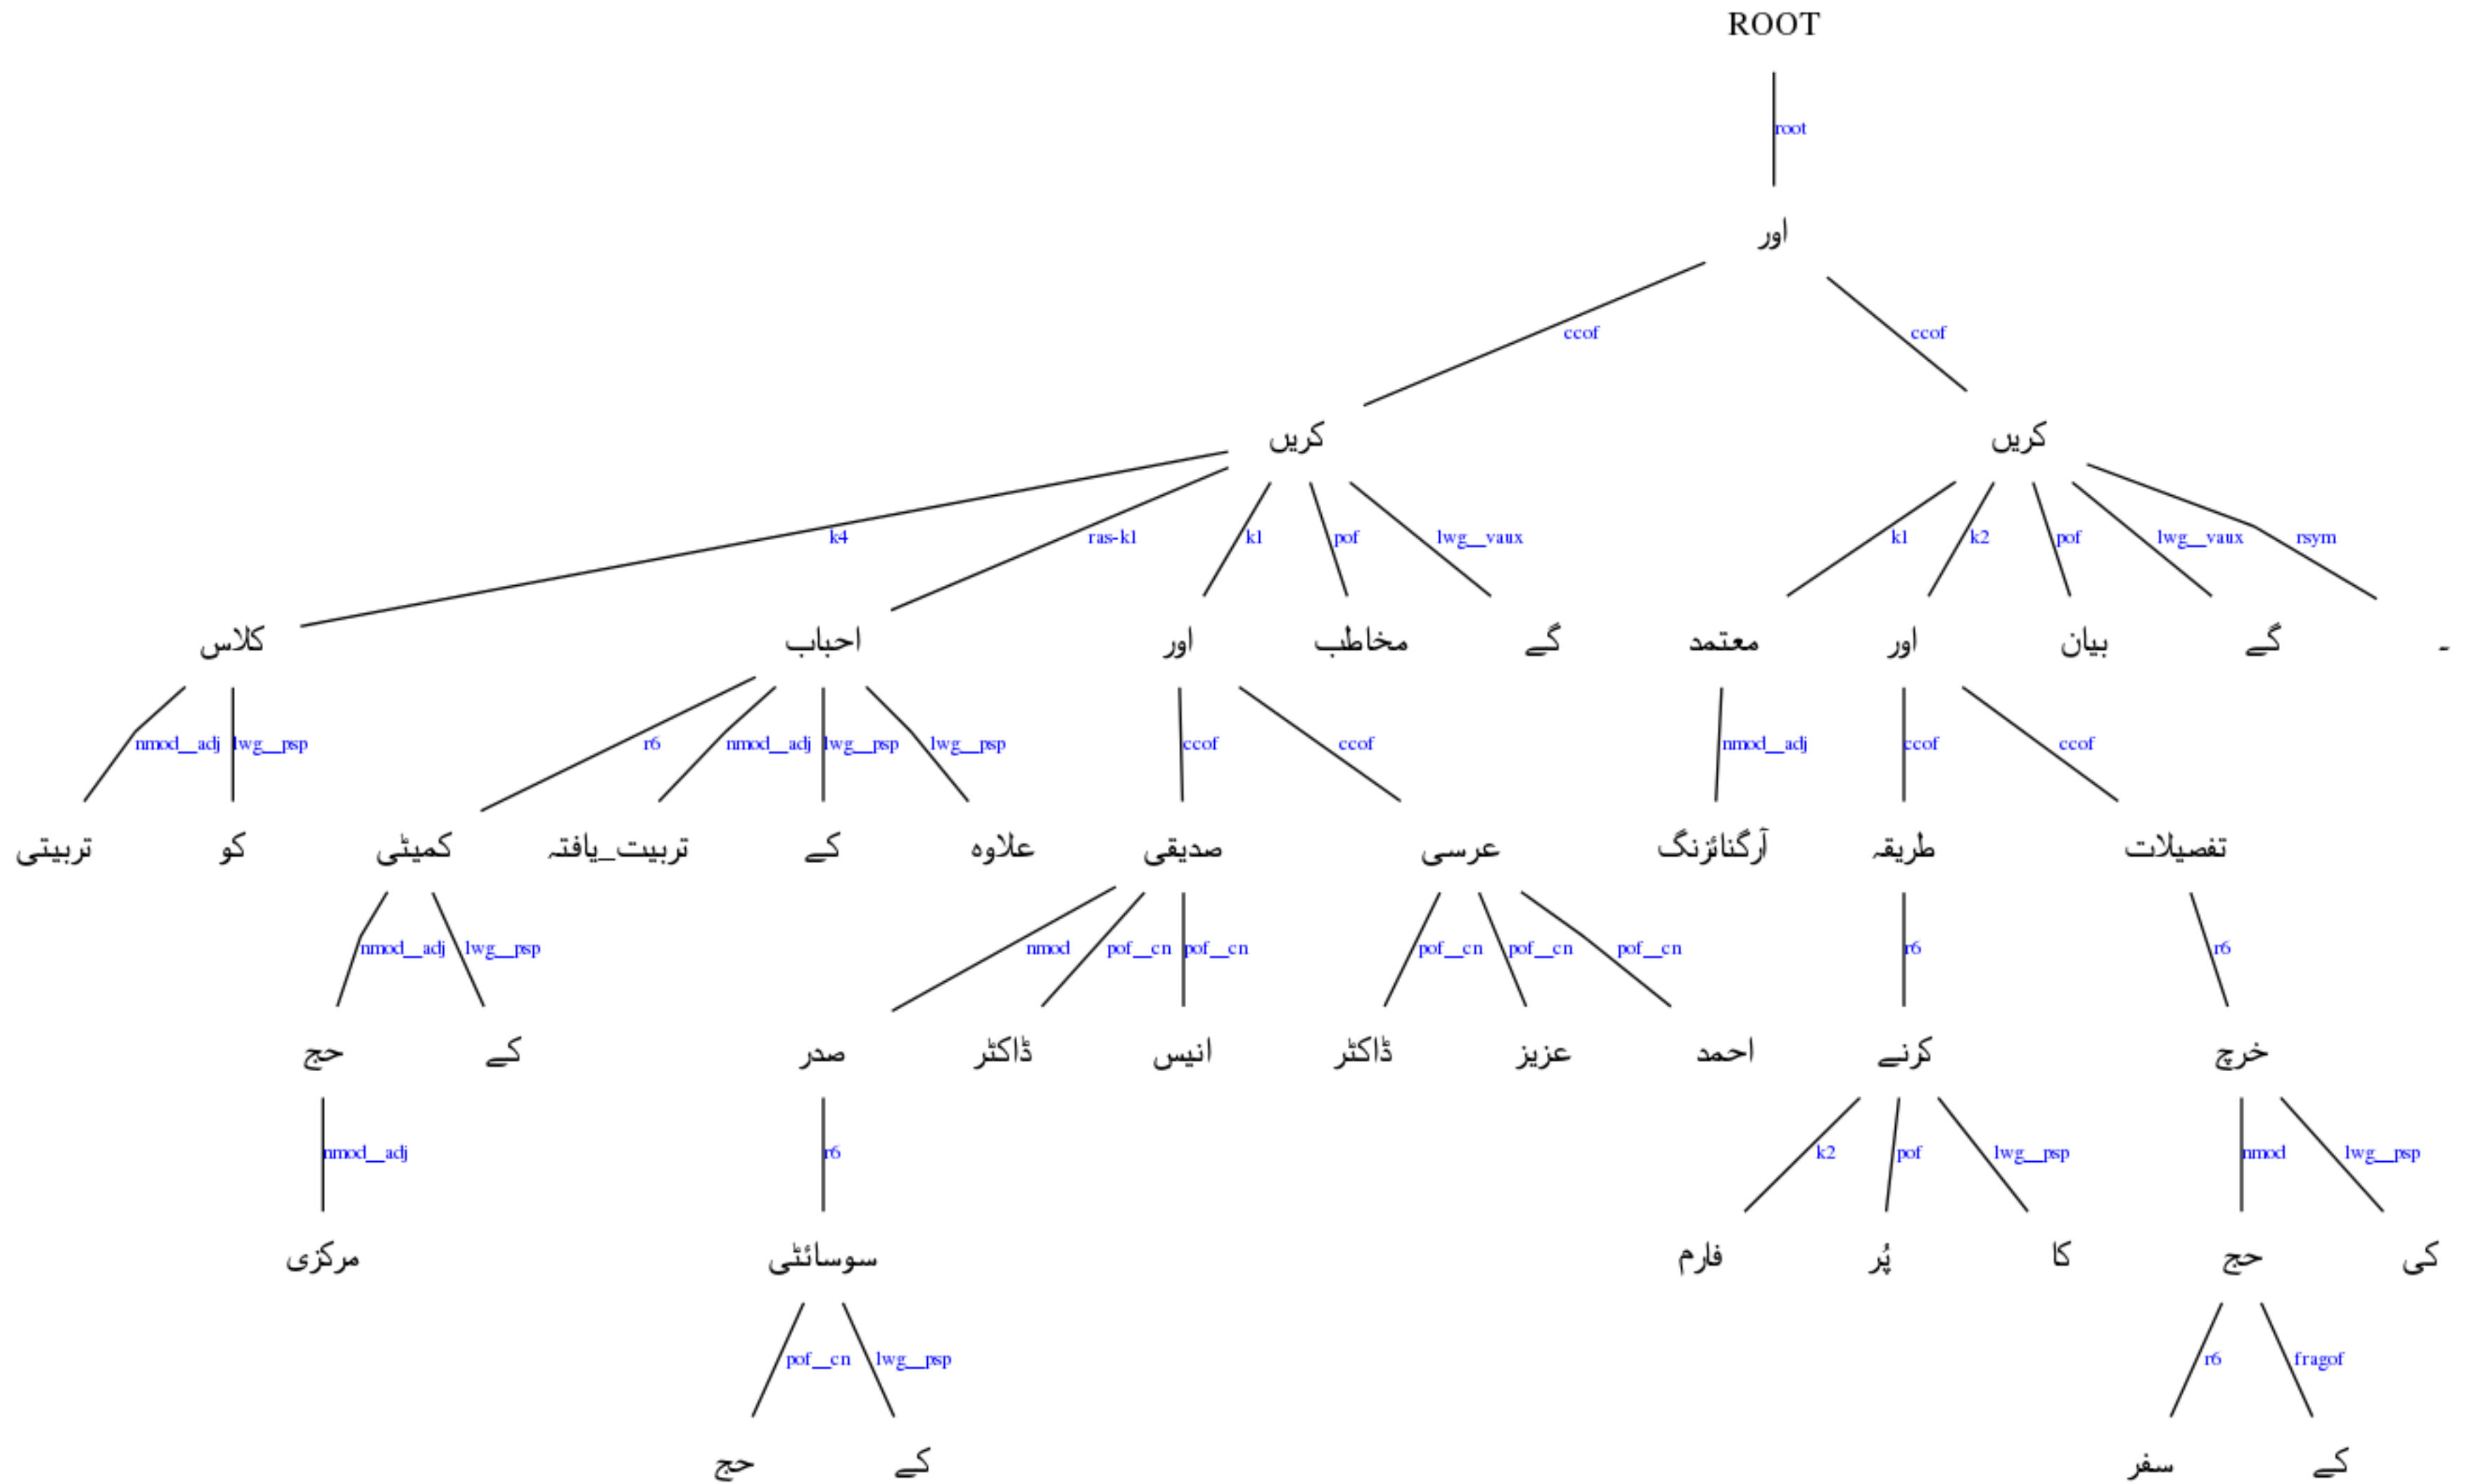 ROOT
root
اور
ccof ccof
کریں کریں
k4 ras-k1 k1 pof lwg__vaux k1 k2 pof lwg__vaux rsym
کلاس احباب اور مخاطب گے معتمد اور بیان گے ۔
nmod__adj lwg__psp r6 nmod__adj lwg__psp lwg__psp ccof ccof nmod__adj ccof ccof
تربیتی کو کمیٹی تربیت_یافتہ کے علاوہ صدیقی عرسی آرگنائزنگ طریقہ تفصیلات
nmod__adj lwg__psp nmod pof__cn pof__cn pof__cn pof__cn pof__cn r6 r6
حج کے صدر ڈاکٹر انیس ڈاکٹر عزیز احمد کرنے خرچ
nmod__adj r6 k2 pof lwg__psp nmod lwg__psp
مرکزی سوسائٹی فارم پُر کا حج کی
pof__cn lwg__psp r6 fragof
حج کے سفر کے